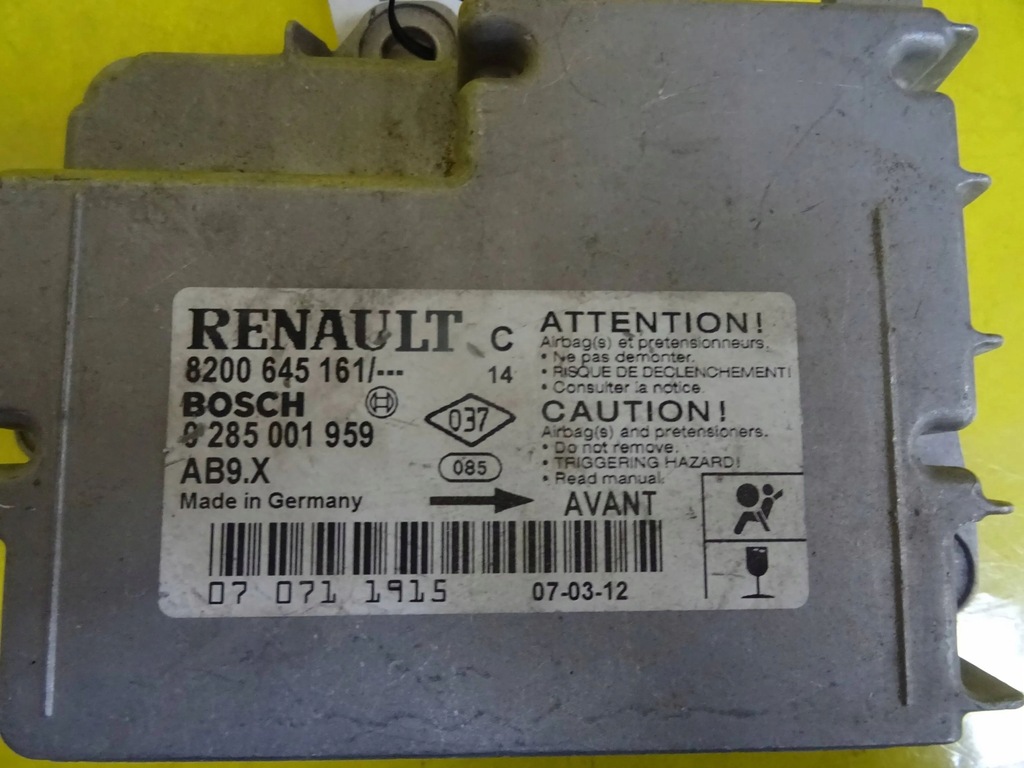 RENAULT C
8200 645 161/--- 14
BOSCH
0 285 001 959
037
AB9.X
085
Made in Germany
ATTENTION!
Airbag(s) et pretensionneurs.
• Ne pas demonter.
• RISQUE DE DECLENCHEMENT!
• Consulter la notice.
CAUTION!
Airbag(s) and pretensioners.
• Do not remove.
• TRIGGERING HAZARD!
• Read manual.
AVANT
07 071 1915
07-03-12